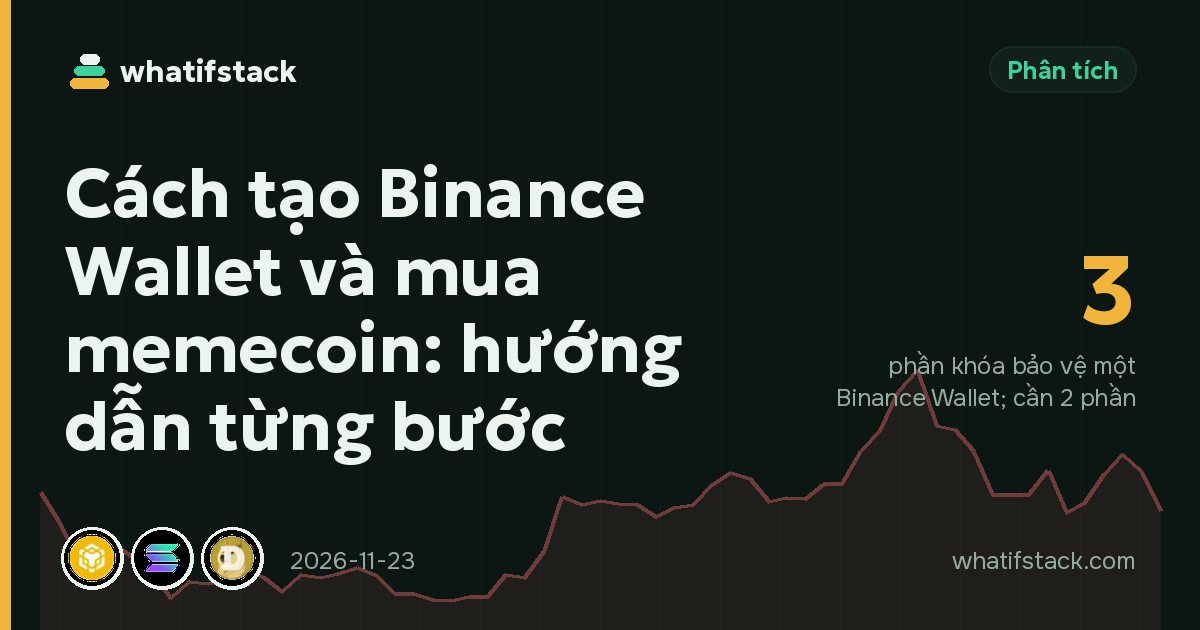 whatifstack
Phân tích
Cách tạo Binance
Wallet và mua
memecoin: hướng
dẫn từng bước
3
phần khóa bảo vệ một
Binance Wallet; cần 2 phần
2026-11-23
whatifstack.com